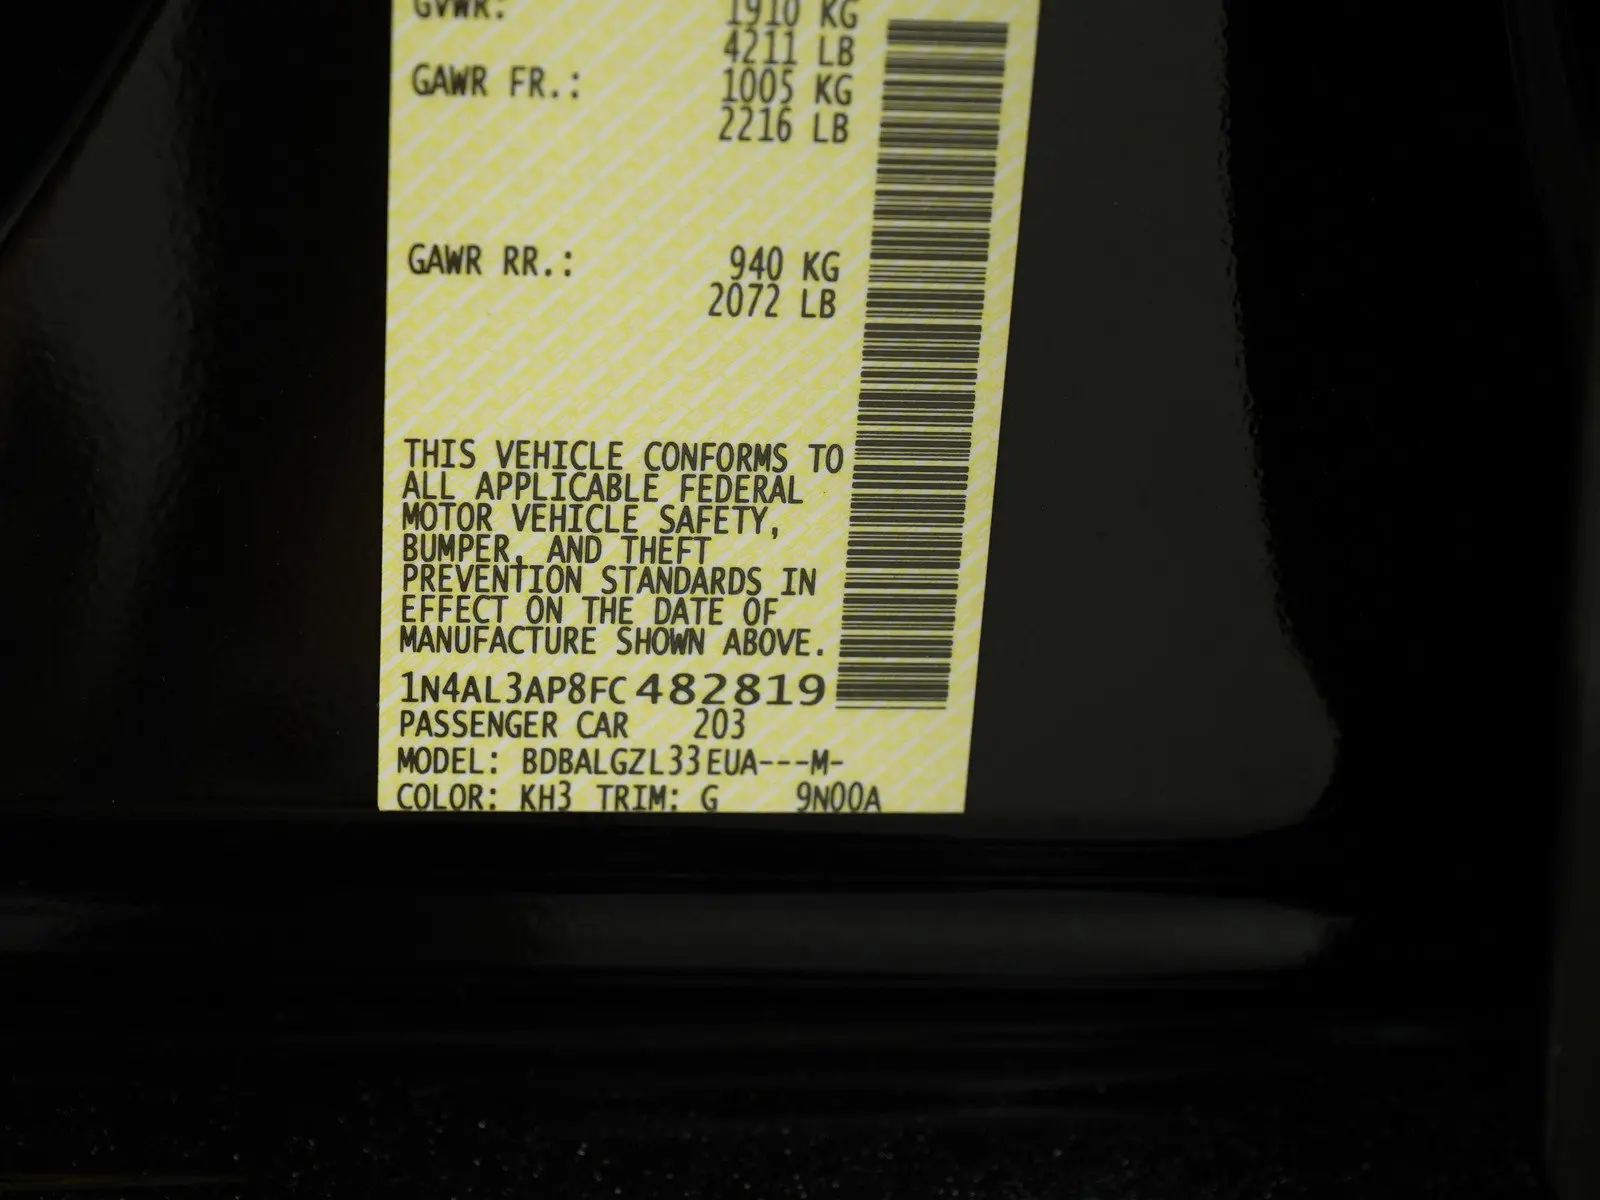 GVWR: 1910 KG
4211 LB
GAWR FR.: 1005 KG
2216 LB
GAWR RR.: 940 KG
2072 LB
THIS VEHICLE CONFORMS TO
ALL APPLICABLE FEDERAL
MOTOR VEHICLE SAFETY,
BUMPER, AND THEFT
PREVENTION STANDARDS IN
EFFECT ON THE DATE OF
MANUFACTURE SHOWN ABOVE.
1N4AL3AP8FC482819
PASSENGER CAR 203
MODEL: BDBALGZL33EUA---M-
COLOR: KH3 TRIM: G 9N00A